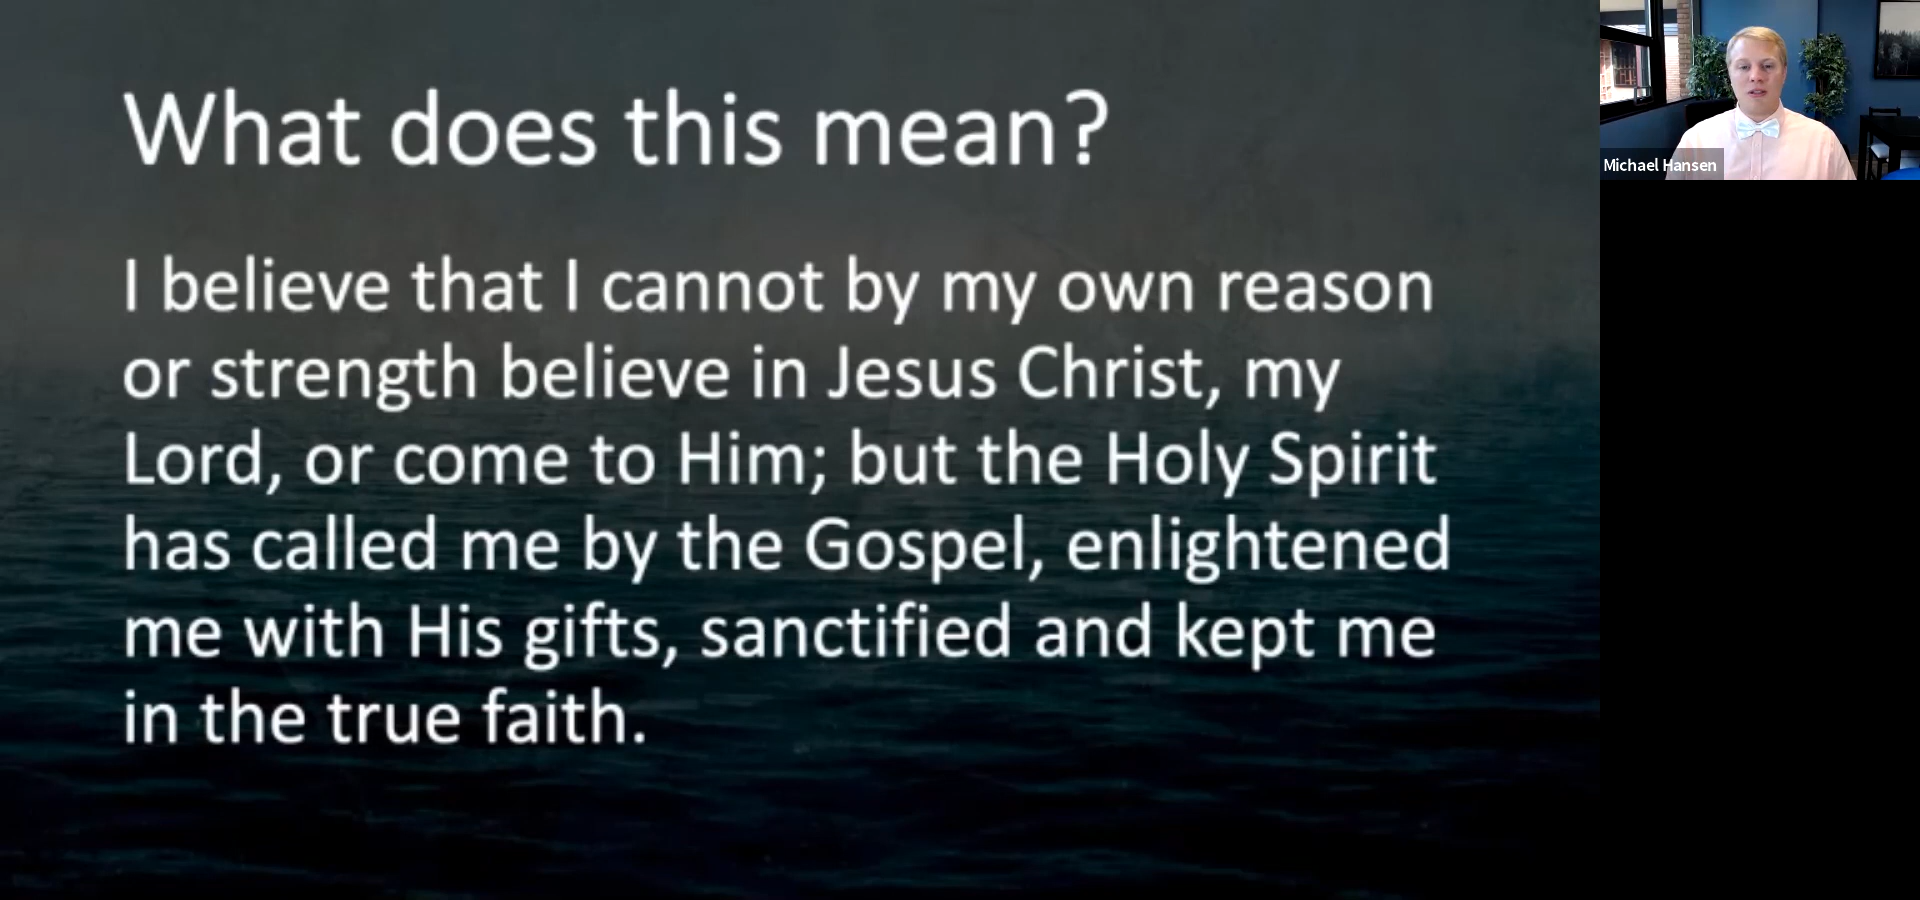 What does this mean?
I believe that I cannot by my own reason
or strength believe in Jesus Christ, my
Lord, or come to Him; but the Holy Spirit
has called me by the Gospel, enlightened
me with His gifts, sanctified and kept me
in the true faith.
Michael Hansen